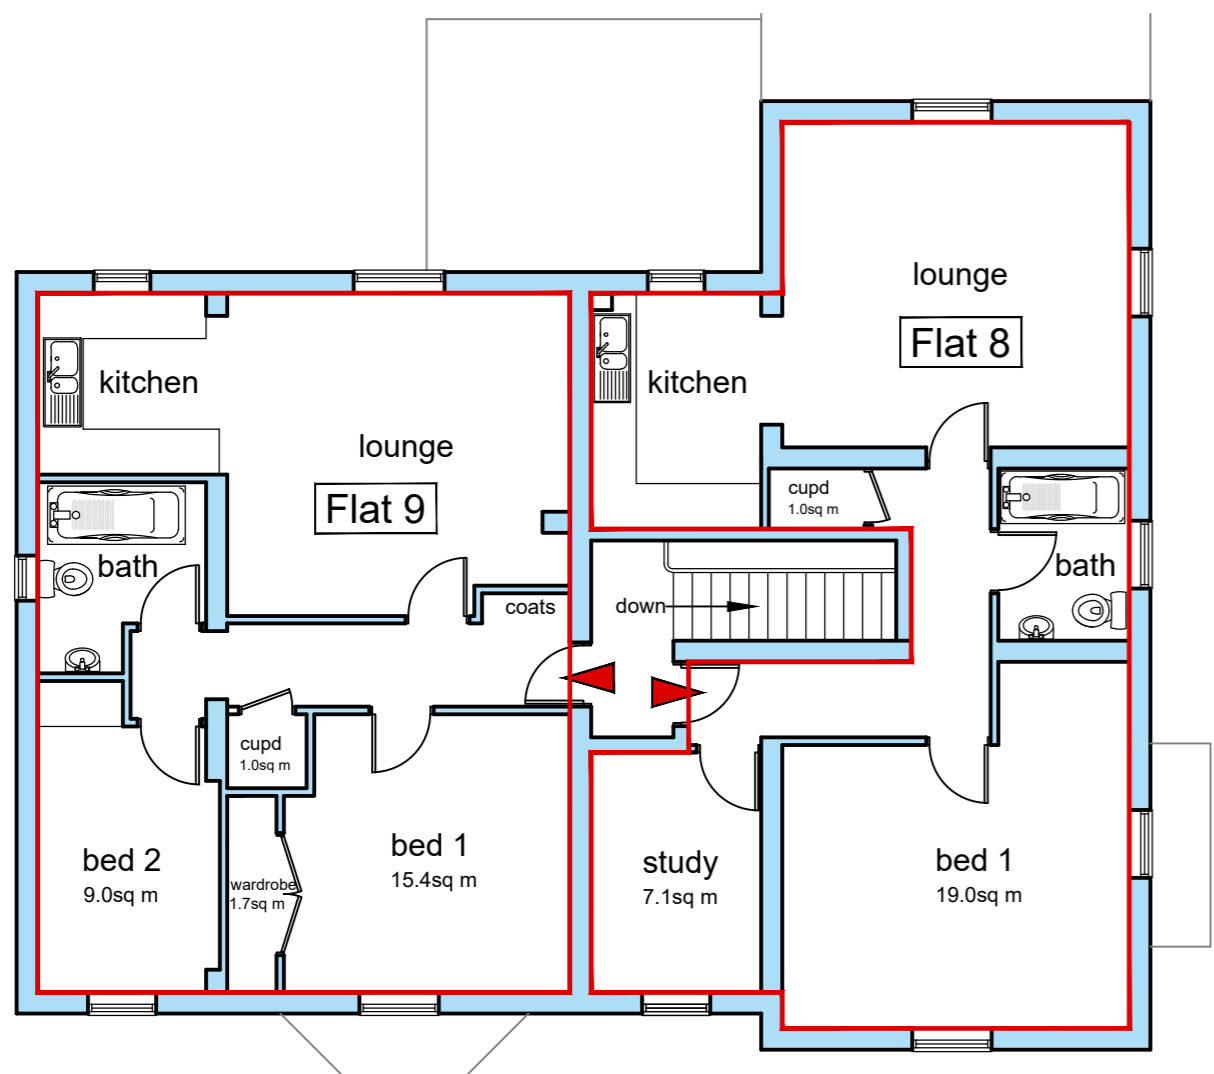 lounge
Flat 8
kitchen
kitchen
lounge
Flat 9
cupd
1.0sq m
bath
bath
coats
down
cupd
1.0sq m
bed 2
9.0sq m
bed 1
15.4sq m
wardrobe
1.7sq m
study
7.1sq m
bed 1
19.0sq m